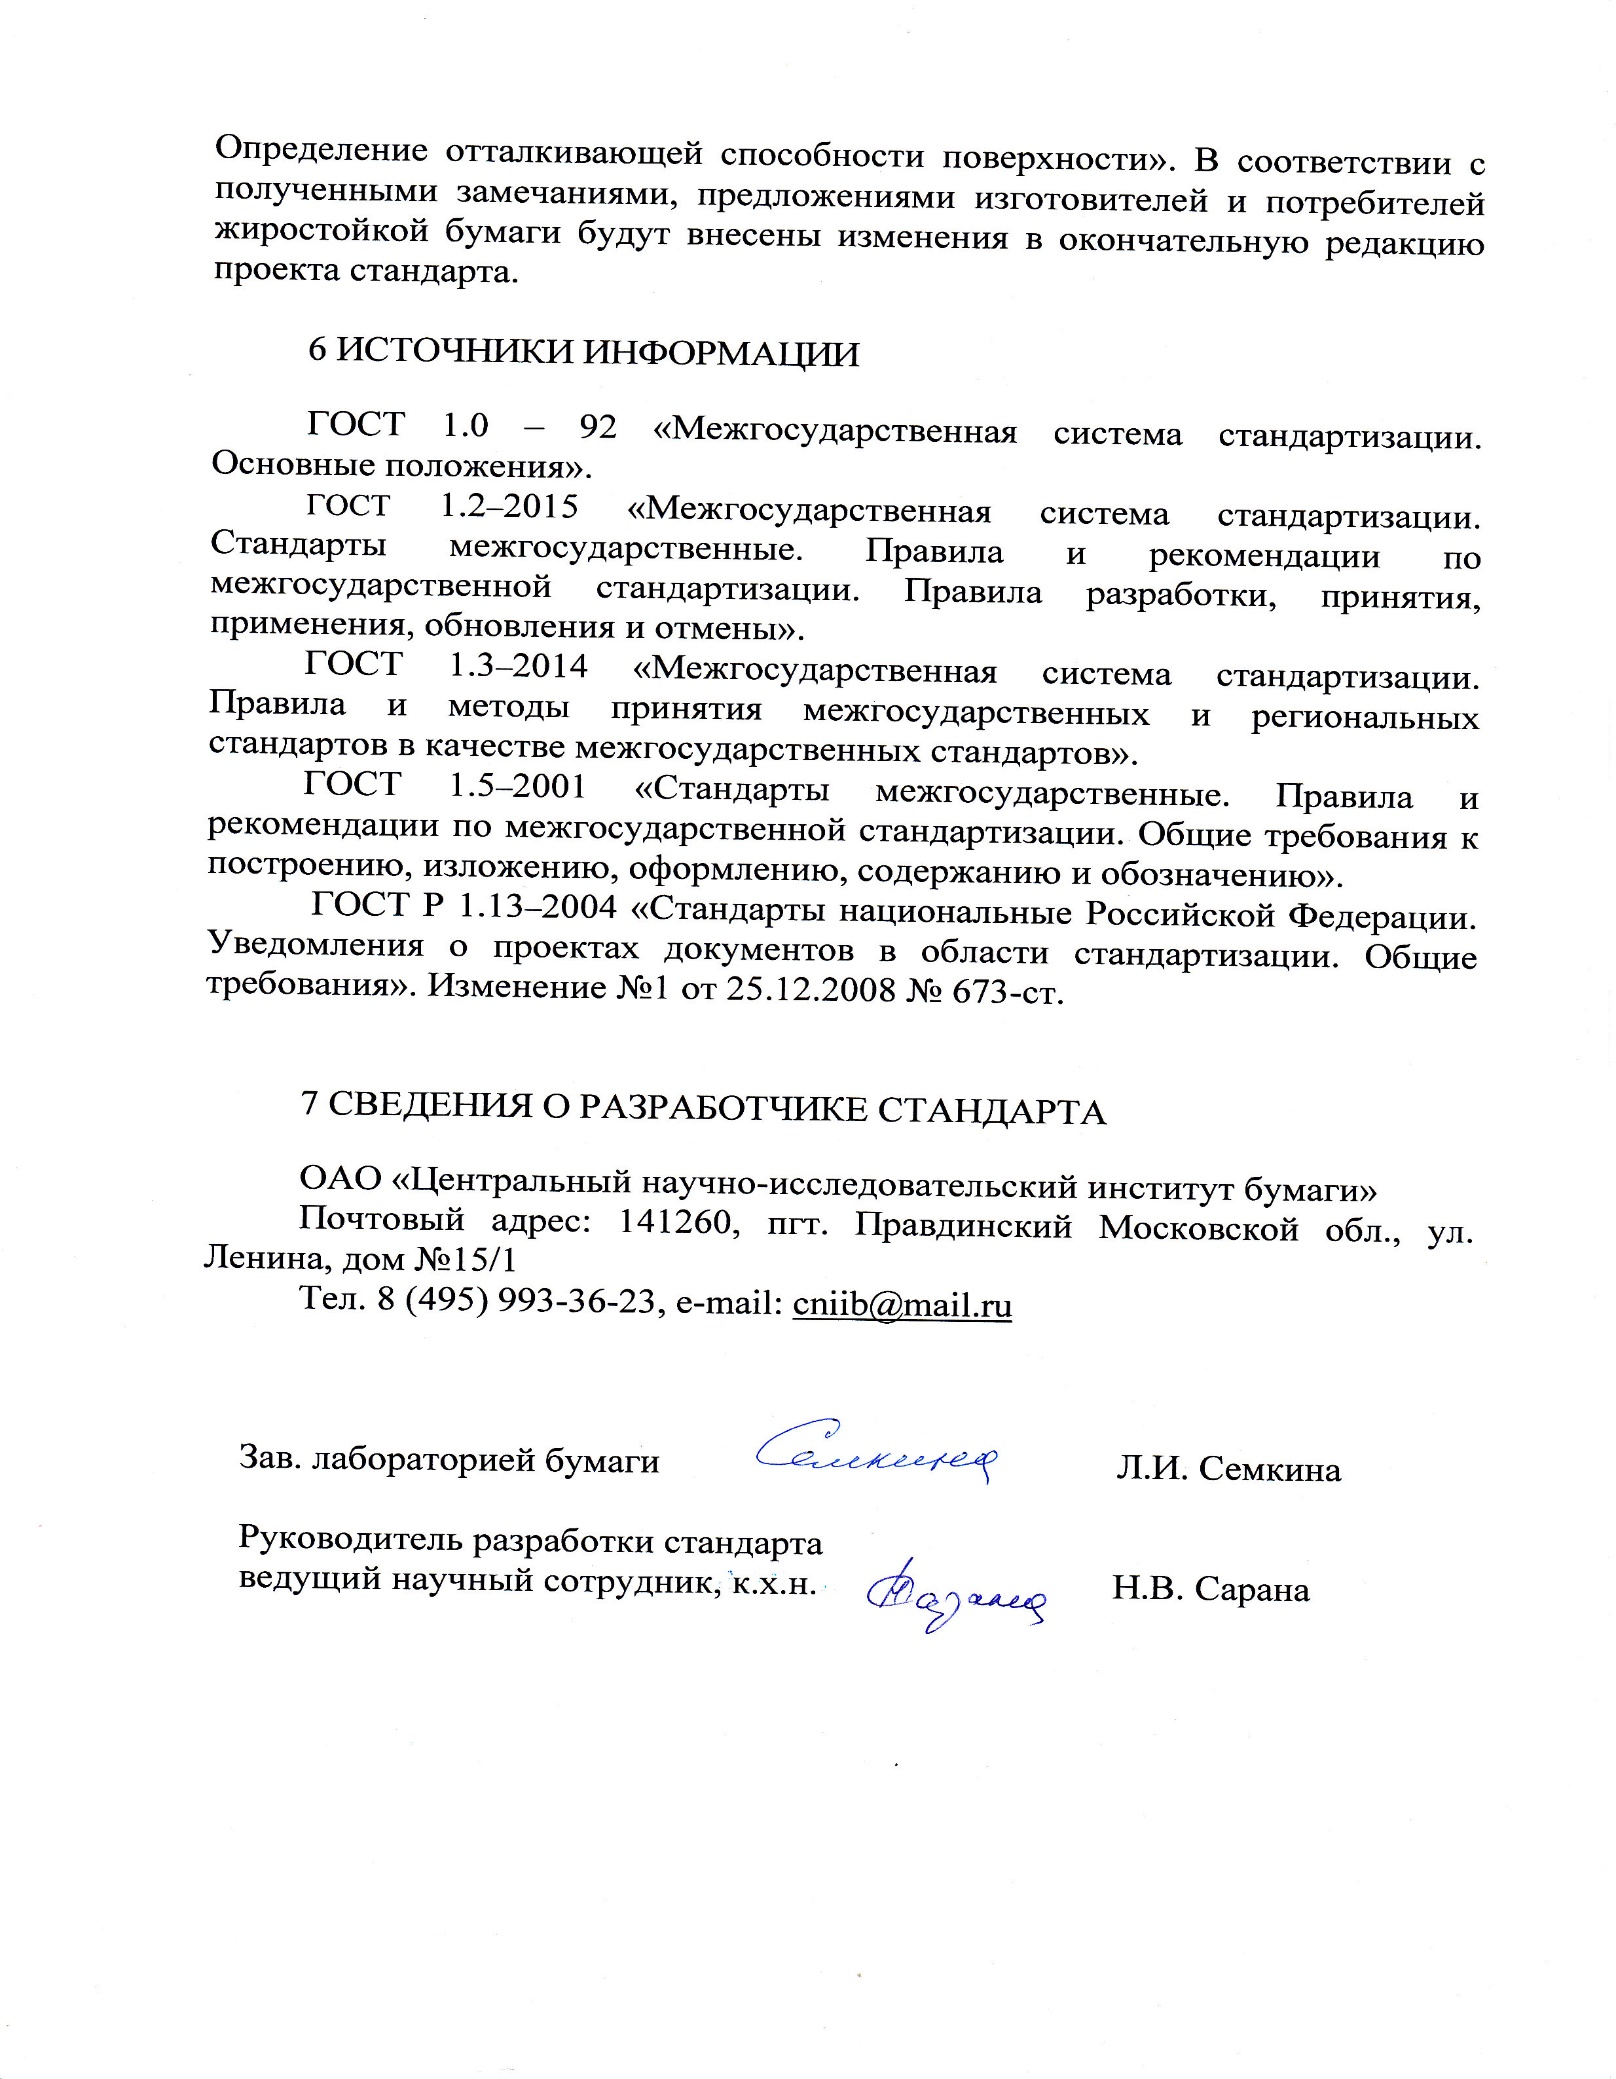 Определение отталкивающей способности поверхности». В соответствии с
полученными замечаниями, предложениями изготовителей и потребителей
жиростойкой бумаги будут внесены изменения в окончательную редакцию
проекта стандарта.
6 ИСТОЧНИКИ ИНФОРМАЦИИ
ГОСТ 1.0 – 92 «Межгосударственная система стандартизации.
Основные положения».
ГОСТ 1.2–2015 «Межгосударственная система стандартизации.
Стандарты межгосударственные. Правила и рекомендации по
межгосударственной стандартизации. Правила разработки, принятия,
применения, обновления и отмены».
ГОСТ 1.3–2014 «Межгосударственная система стандартизации.
Правила и методы принятия межгосударственных и региональных
стандартов в качестве межгосударственных стандартов».
ГОСТ 1.5–2001 «Стандарты межгосударственные. Правила и
рекомендации по межгосударственной стандартизации. Общие требования к
построению, изложению, оформлению, содержанию и обозначению».
ГОСТ Р 1.13–2004 «Стандарты национальные Российской Федерации.
Уведомления о проектах документов в области стандартизации. Общие
требования». Изменение №1 от 25.12.2008 № 673-ст.
7 СВЕДЕНИЯ О РАЗРАБОТЧИКЕ СТАНДАРТА
ОАО «Центральный научно-исследовательский институт бумаги»
Почтовый адрес: 141260, пгт. Правдинский Московской обл., ул.
Ленина, дом №15/1
Тел. 8 (495) 993-36-23, e-mail: cniib@mail.ru
Зав. лабораторией бумаги Семкина Л.И. Семкина
Руководитель разработки стандарта
ведущий научный сотрудник, к.х.н. Н.В. Сарана